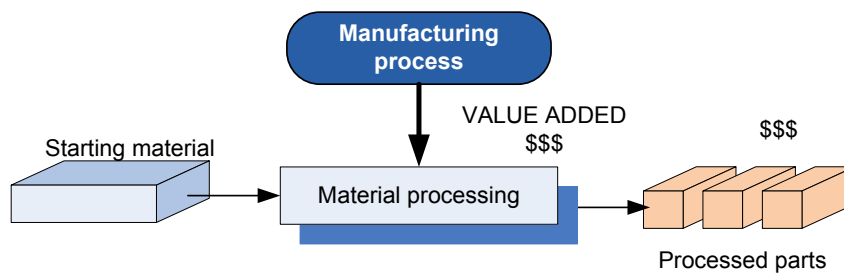 Manufacturing
process
VALUE ADDED
$$$
$$$
Starting material
Material processing
Processed parts